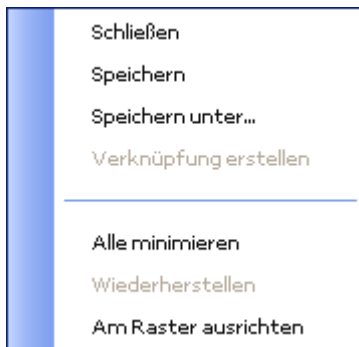 Schließen
Speichern
Speichern unter...
Verknüpfung erstellen
Alle minimieren
Wiederherstellen
Am Raster ausrichten